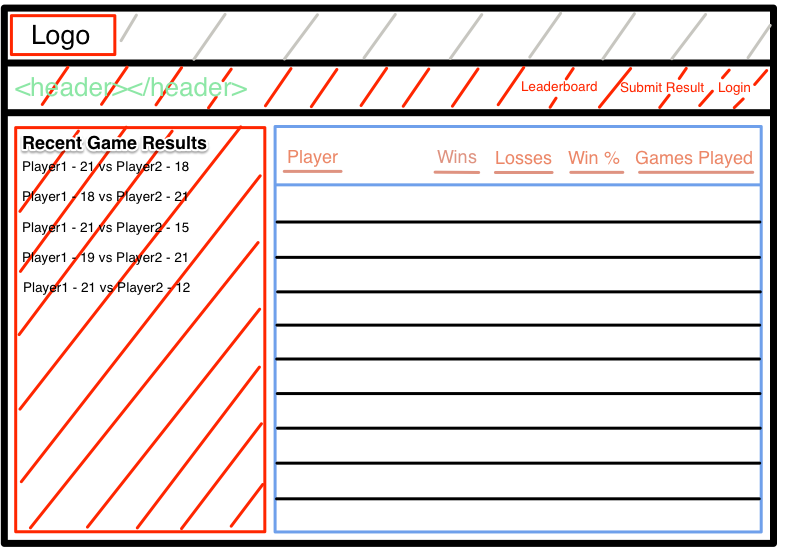 Logo
<header></header>
Leaderboard Submit Result Login
Recent Game Results
Player1 - 21 vs Player2 - 18
Player1 - 18 vs Player2 - 21
Player1 - 21 vs Player2 - 15
Player1 - 19 vs Player2 - 21
Player1 - 21 vs Player2 - 12
Player Wins Losses Win % Games Played